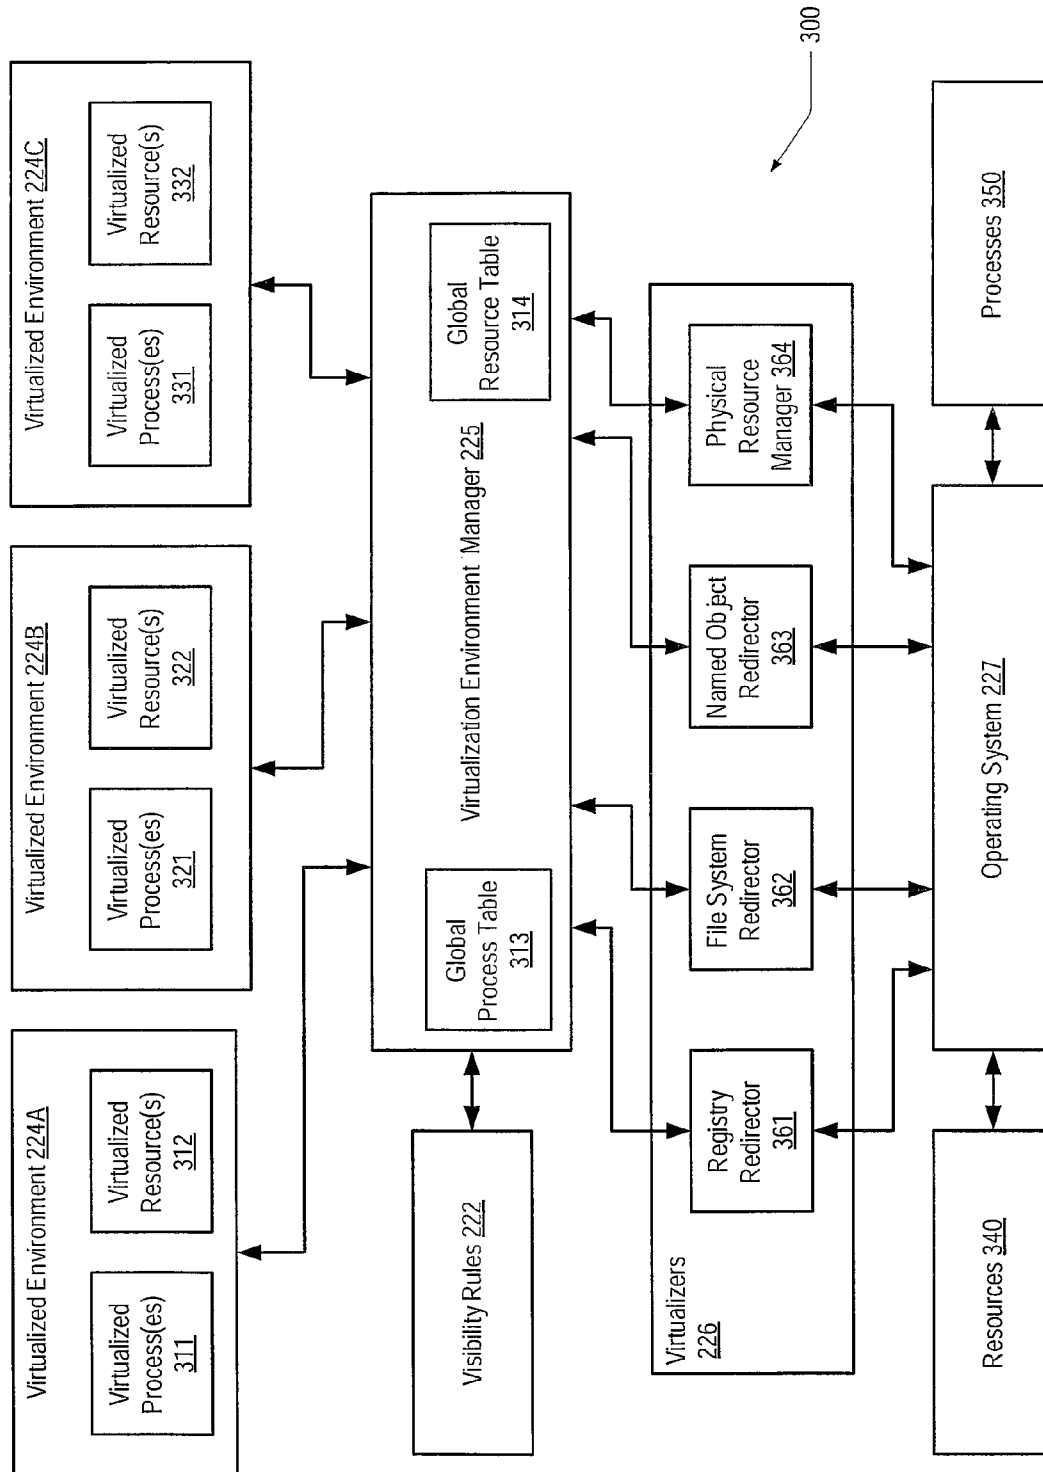 Virtualized Environment 224A
Virtualized
Process(es)
311
Virtualized
Resource(s)
312
Virtualized Environment 224B
Virtualized
Process(es)
321
Virtualized
Resource(s)
322
Virtualized Environment 224C
Virtualized
Process(es)
331
Virtualized
Resource(s)
332
Visibility Rules 222
Global
Process Table
313
Virtualization Environment Manager 225
Global
Resource Table
314
Virtualizers
226
Registry
Redirector
361
File System
Redirector
362
Named Object
Redirector
363
Physical
Resource
Manager 364
300
Resources 340
Operating System 227
Processes 350